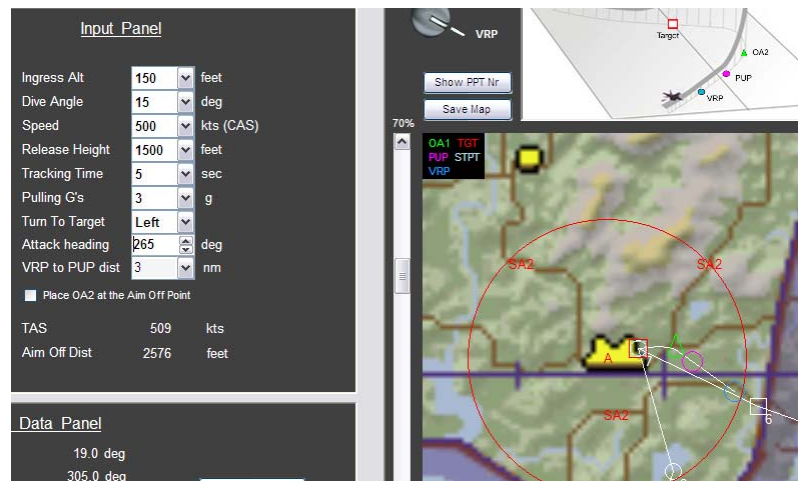 Input Panel
Ingress Alt 150 feet
Dive Angle 15 deg
Speed 500 kts (CAS)
Release Height 1500 feet
Tracking Time 5 sec
Pulling G's 3 g
Turn To Target Left
Attack heading 265 deg
VRP to PUP dist 3 nm
Place OA2 at the Aim Off Point
TAS 509 kts
Aim Off Dist 2576 feet
Data Panel
19.0 deg
305.0 deg
VRP
Show PPT Nr
Save Map
70%
Target
OA2
PUP
VRP
OA1 TGT
PUP STPT
VRP
SA2
SA2
A
SA2
6